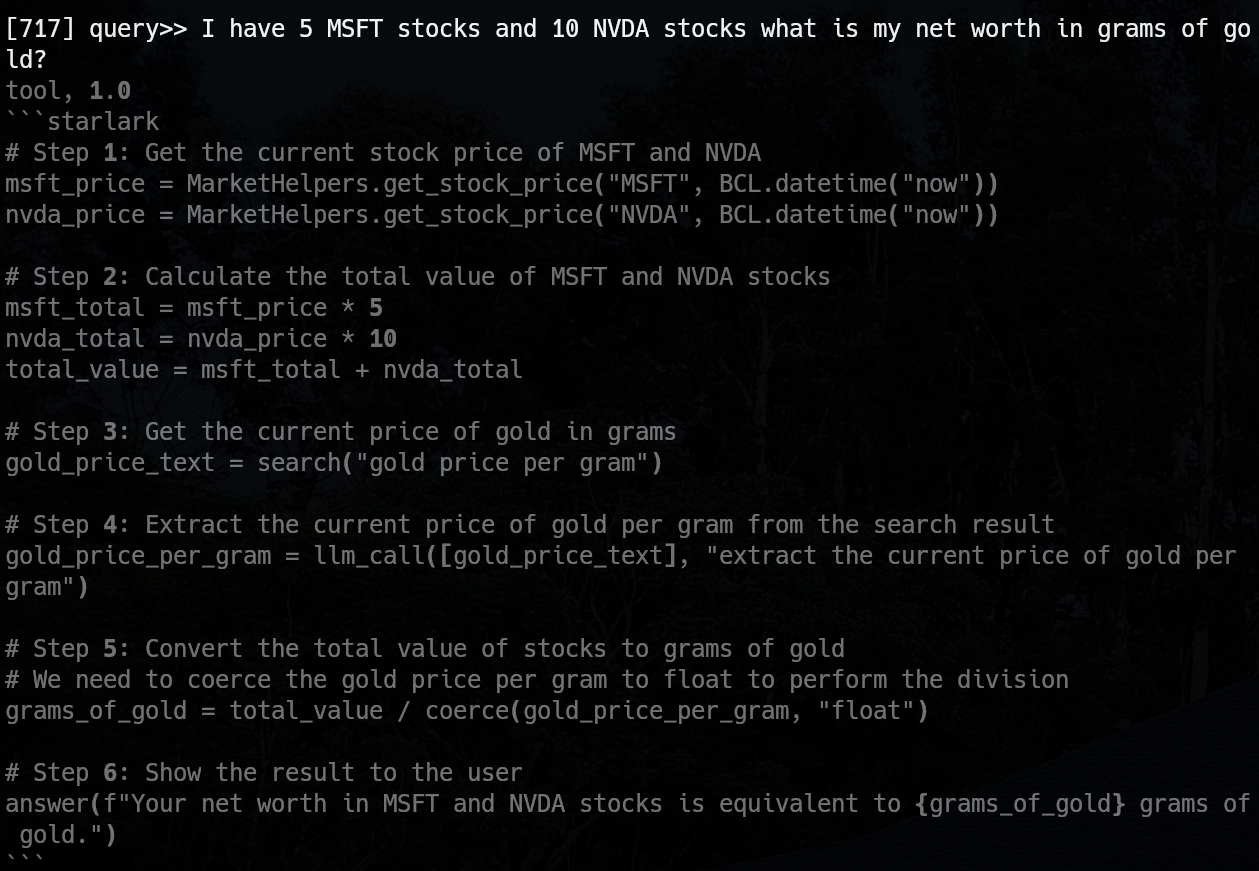 [717] query>> I have 5 MSFT stocks and 10 NVDA stocks what is my net worth in grams of go
ld?
tool, 1.0
```starlark
# Step 1: Get the current stock price of MSFT and NVDA
msft_price = MarketHelpers.get_stock_price("MSFT", BCL.datetime("now"))
nvda_price = MarketHelpers.get_stock_price("NVDA", BCL.datetime("now"))

# Step 2: Calculate the total value of MSFT and NVDA stocks
msft_total = msft_price * 5
nvda_total = nvda_price * 10
total_value = msft_total + nvda_total

# Step 3: Get the current price of gold in grams
gold_price_text = search("gold price per gram")

# Step 4: Extract the current price of gold per gram from the search result
gold_price_per_gram = llm_call([gold_price_text], "extract the current price of gold per
gram")

# Step 5: Convert the total value of stocks to grams of gold
# We need to coerce the gold price per gram to float to perform the division
grams_of_gold = total_value / coerce(gold_price_per_gram, "float")

# Step 6: Show the result to the user
answer(f"Your net worth in MSFT and NVDA stocks is equivalent to {grams_of_gold} grams of
 gold.")
```